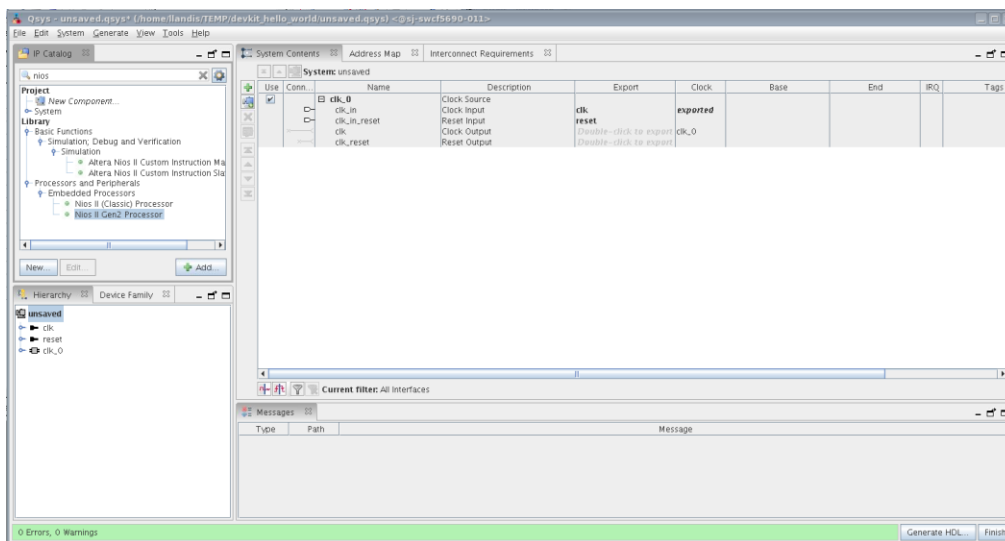 Qsys - unsaved.qsys* (/home/llandis/TEMP/devkit_hello_world/unsaved.qsys) <@sj-swcf5690-011>
File Edit System Generate View Tools Help
IP Catalog
nios
Project
New Component...
System
Library
Basic Functions
Simulation; Debug and Verification
Simulation
Altera Nios II Custom Instruction Ma
Altera Nios II Custom Instruction Sla
Processors and Peripherals
Embedded Processors
Nios II (Classic) Processor
Nios II Gen2 Processor
New... Edit... Add...
Hierarchy Device Family
unsaved
clk
reset
clk_0
System Contents Address Map Interconnect Requirements
System: unsaved
Use Conn... Name Description Export Clock Base End IRQ Tags
clk_0 Clock Source
clk_in Clock Input clk exported
clk_in_reset Reset Input reset
clk Clock Output Double-click to export clk_0
clk_reset Reset Output Double-click to export
Current filter: All Interfaces
Messages
Type Path Message
0 Errors, 0 Warnings
Generate HDL... Finish